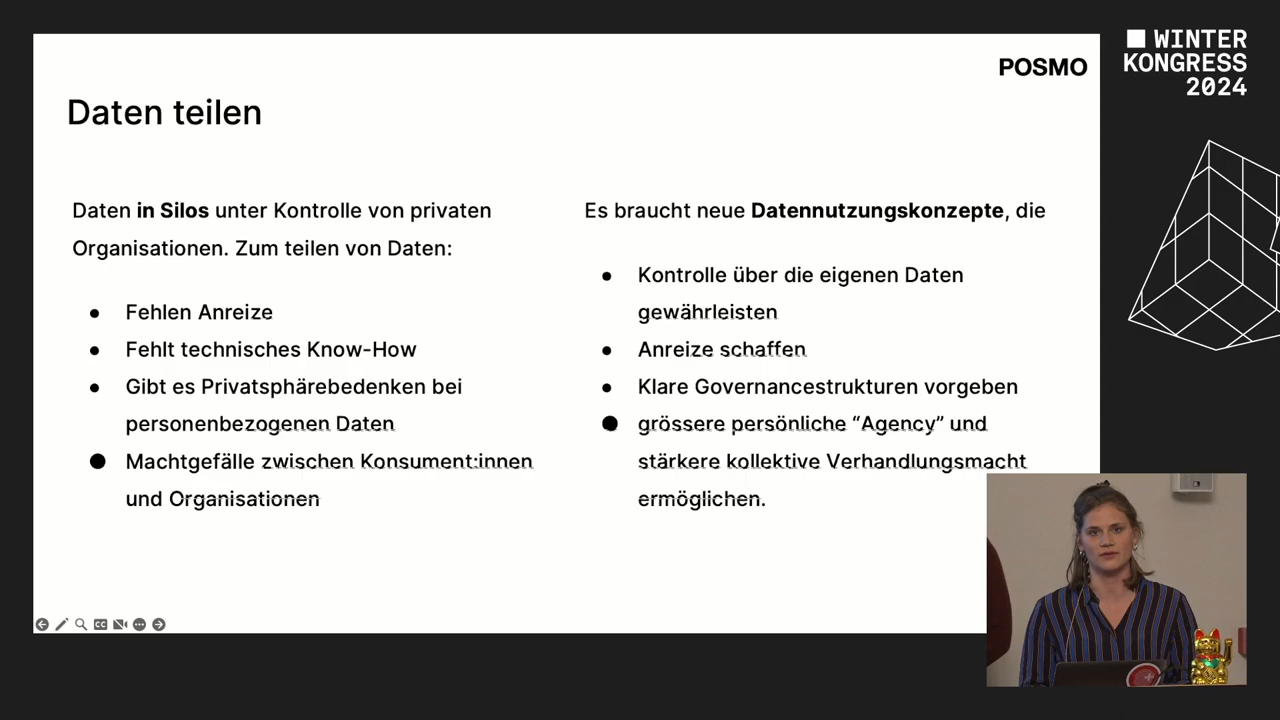 WINTER
KONGRESS
2024
POSMO
Daten teilen
Daten in Silos unter Kontrolle von privaten
Organisationen. Zum teilen von Daten:
Fehlen Anreize
Fehlt technisches Know-How
Gibt es Privatsphärebedenken bei
personenbezogenen Daten
Machtgefälle zwischen Konsument:innen
und Organisationen
Es braucht neue Datennutzungskonzepte, die
Kontrolle über die eigenen Daten
gewährleisten
Anreize schaffen
Klare Governancestrukturen vorgeben
grössere persönliche “Agency” und
stärkere kollektive Verhandlungsmacht
ermöglichen.
CC